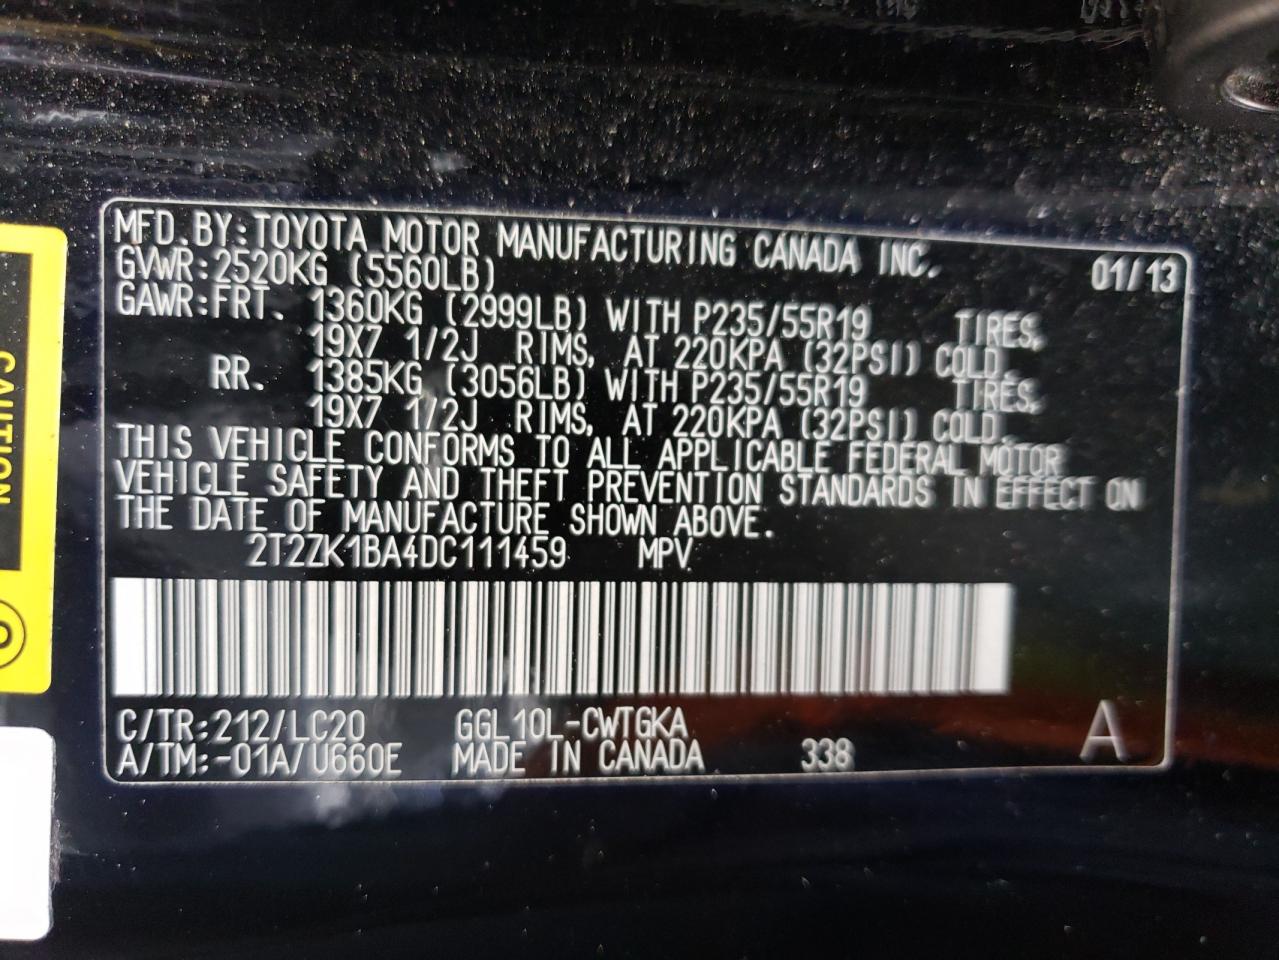 MFD.BY:TOYOTA MOTOR MANUFACTURING CANADA INC. 01/13
GVWR:2520KG (5560LB)
GAWR:FRT. 1360KG (2999LB) WITH P235/55R19 TIRES,
19X7 1/2J RIMS, AT 220KPA (32PSI) COLD.
RR. 1385KG (3056LB) WITH P235/55R19 TIRES,
19X7 1/2J RIMS, AT 220KPA (32PSI) COLD.
THIS VEHICLE CONFORMS TO ALL APPLICABLE FEDERAL MOTOR
VEHICLE SAFETY AND THEFT PREVENTION STANDARDS IN EFFECT ON
THE DATE OF MANUFACTURE SHOWN ABOVE.
2T2ZK1BA4DC111459 MPV
C/TR:212/LC20 GGL10L-CWTGKA
A/TM:-01A/U660E MADE IN CANADA 338 A
CAUTION